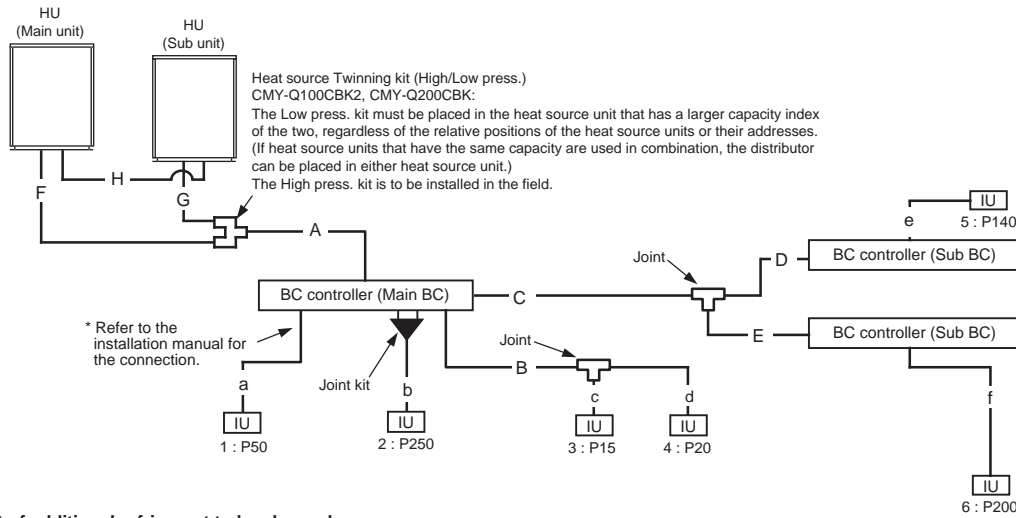 HU
(Main unit)
HU
(Sub unit)
Heat source Twinning kit (High/Low press.)
CMY-Q100CBK2, CMY-Q200CBK:
The Low press. kit must be placed in the heat source unit that has a larger capacity index
of the two, regardless of the relative positions of the heat source units or their addresses.
(If heat source units that have the same capacity are used in combination, the distributor
can be placed in either heat source unit.)
The High press. kit is to be installed in the field.
F
H
G
A
IU
5 : P140
e
Joint
D
BC controller (Sub BC)
BC controller (Main BC)
C
* Refer to the
installation manual for
the connection.
Joint
E
BC controller (Sub BC)
B
a
Joint kit
b
c
d
f
IU
1 : P50
IU
2 : P250
IU
3 : P15
IU
4 : P20
IU
6 : P200